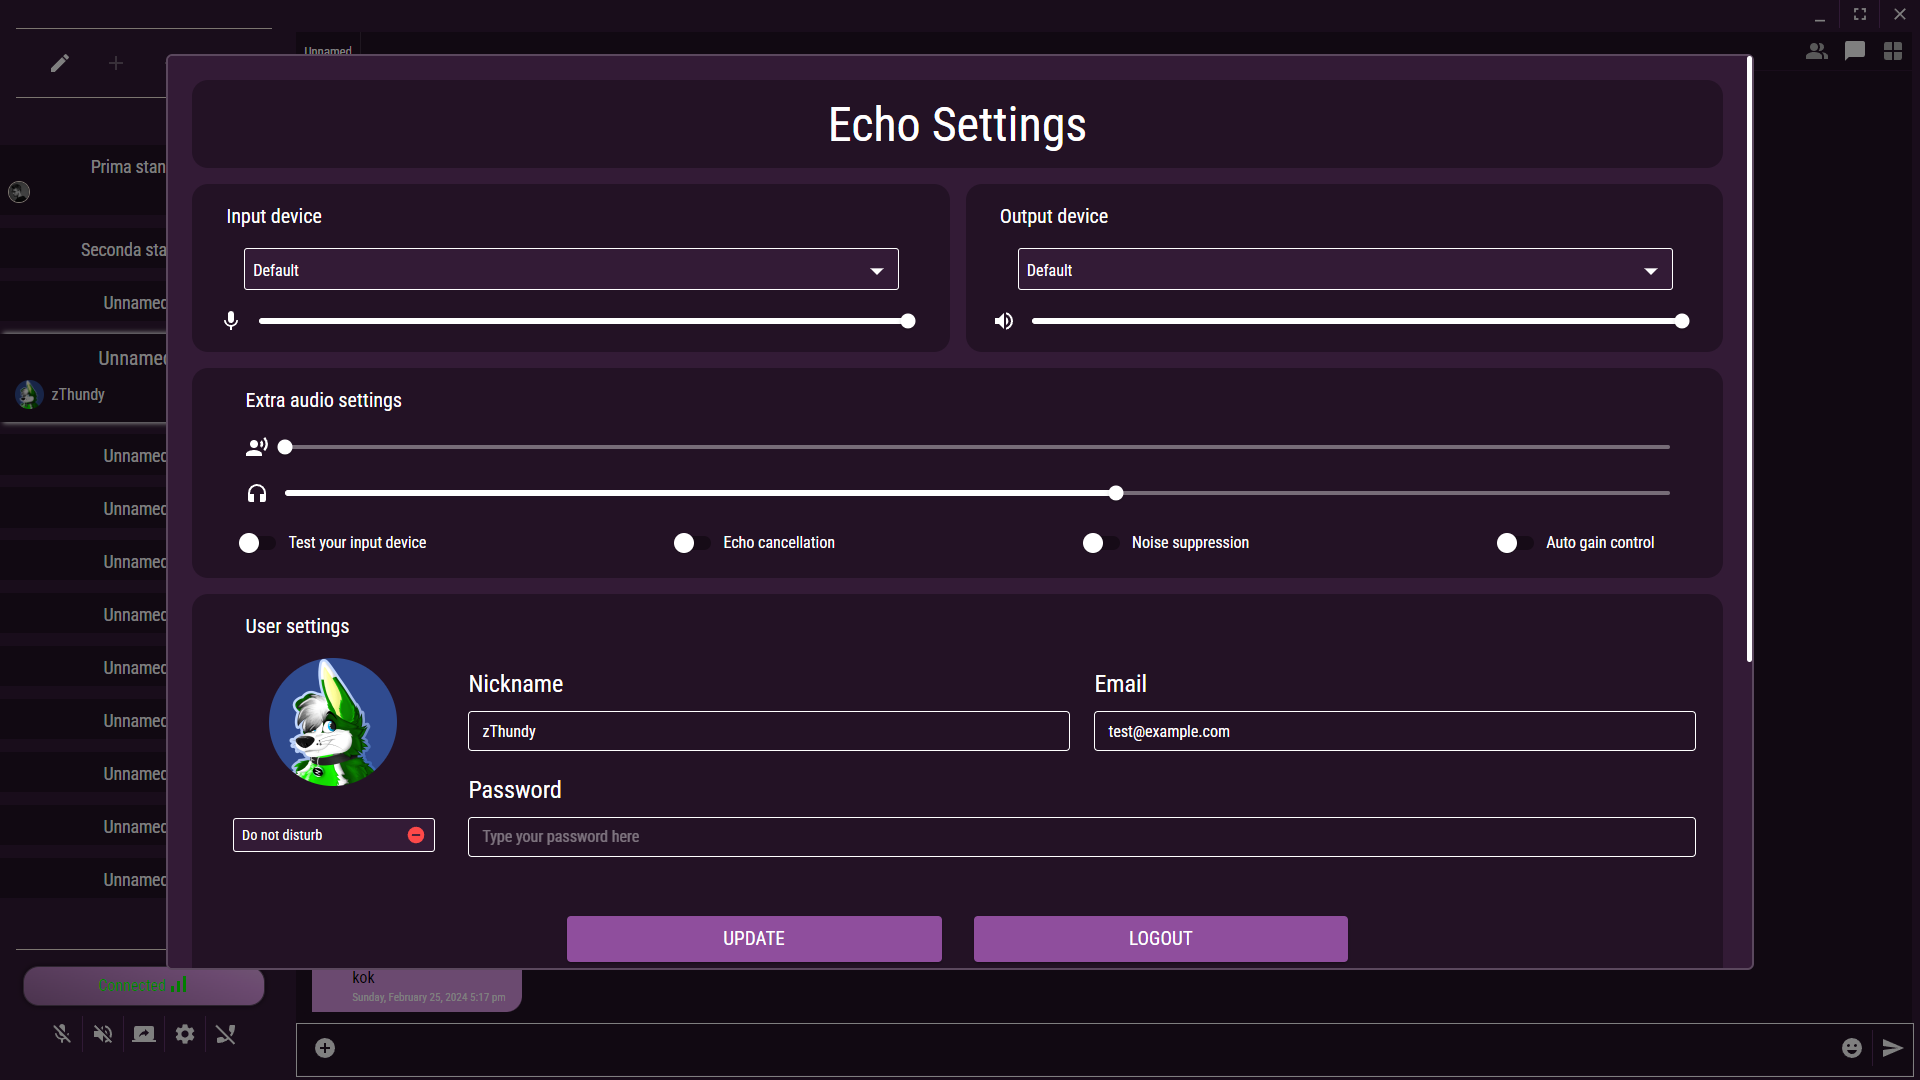 Unnamed
Prima stan
Seconda sta
Unnamed
Unnamed
zThundy
Unnamed
Unnamed
Unnamed
Unnamed
Unnamed
Unnamed
Unnamed
Unnamed
Unnamed
Connected
Echo Settings
Input device
Default
Output device
Default
Extra audio settings
Test your input device
Echo cancellation
Noise suppression
Auto gain control
User settings
Nickname
zThundy
Email
test@example.com
Password
Type your password here
Do not disturb
UPDATE
LOGOUT
kok
Sunday, February 25, 2024 5:17 pm